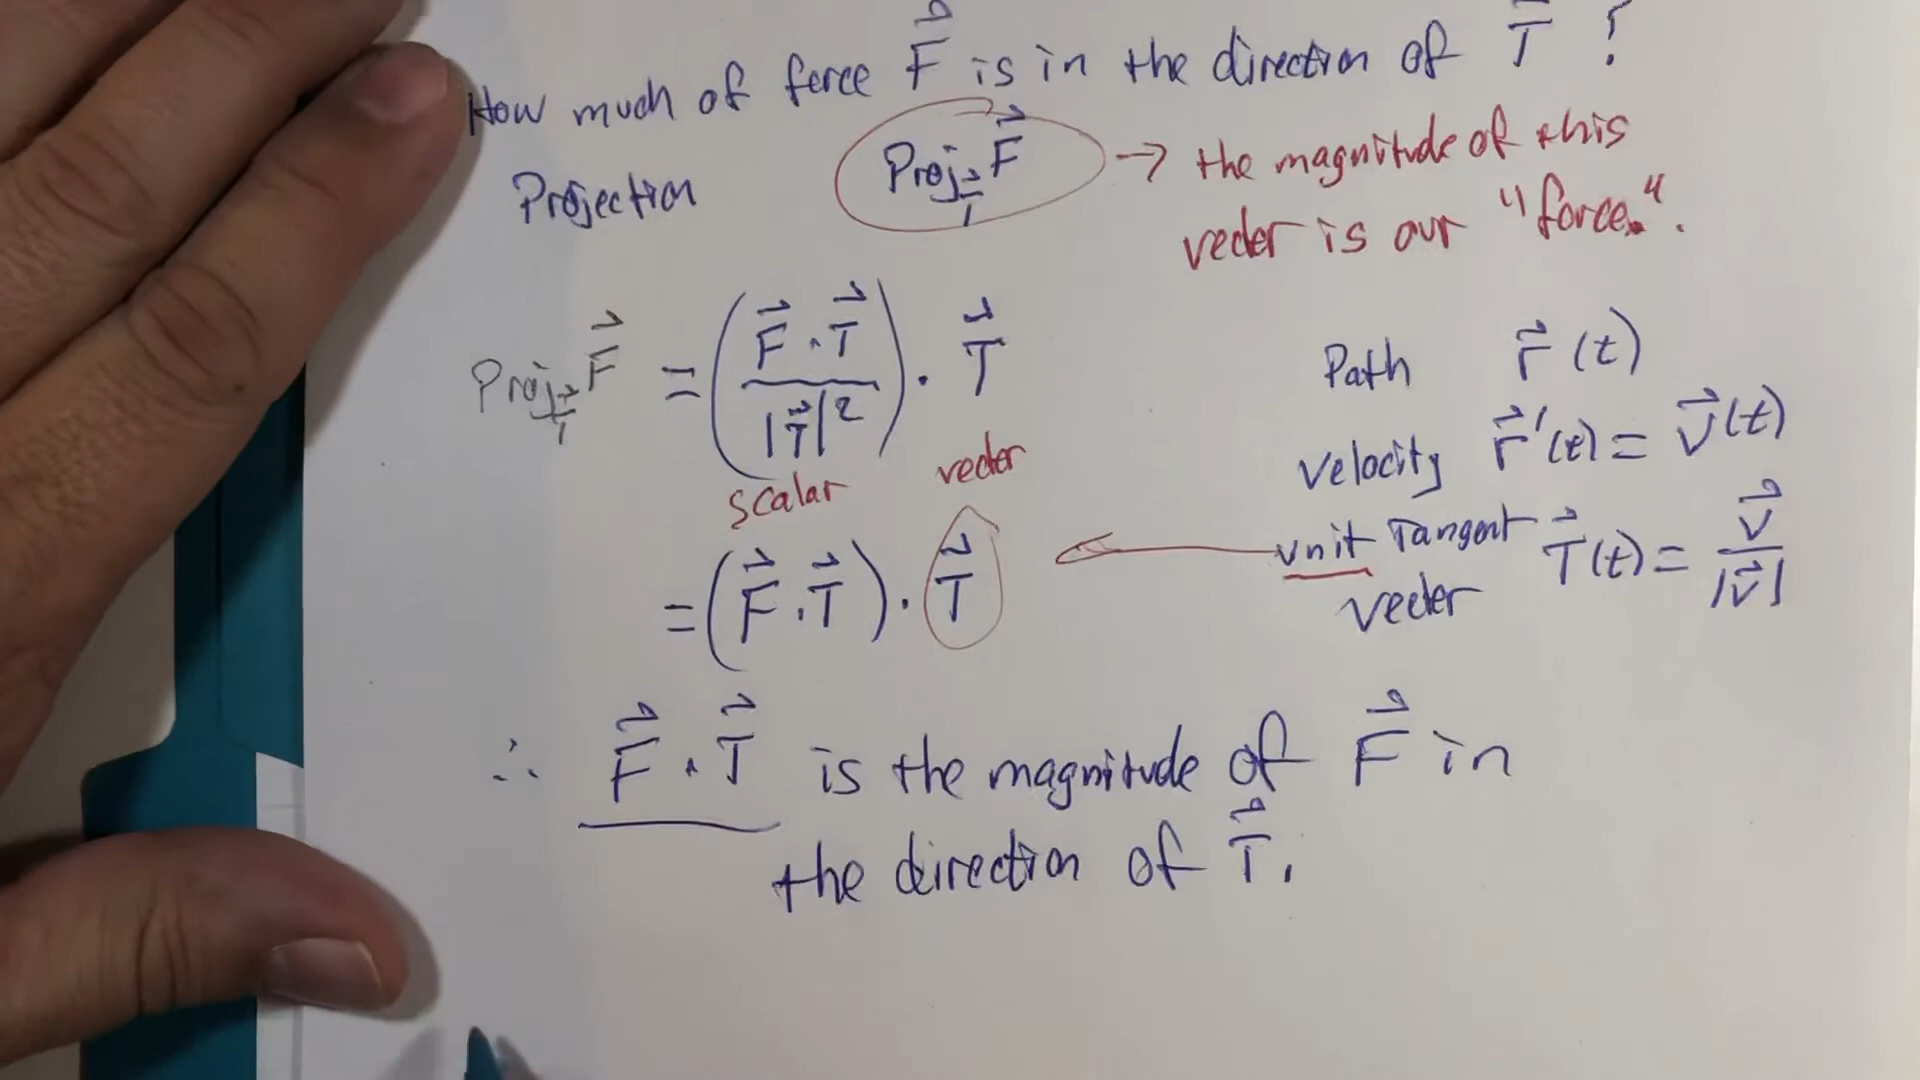 How much of force F⃗ is in the direction of T⃗ ?
Projection Proj_T⃗ F⃗ → the magnitude of this
vector is our "force".
Proj_T⃗ F⃗ = (F⃗ · T⃗ / |T⃗|²) · T⃗
scalar vector
= (F⃗ · T⃗) · T⃗
Path r⃗(t)
Velocity r⃗'(t) = v⃗(t)
unit Tangent T⃗(t) = v⃗ / |v⃗|
vector
∴ F⃗ · T⃗ is the magnitude of F⃗ in
the direction of T⃗.